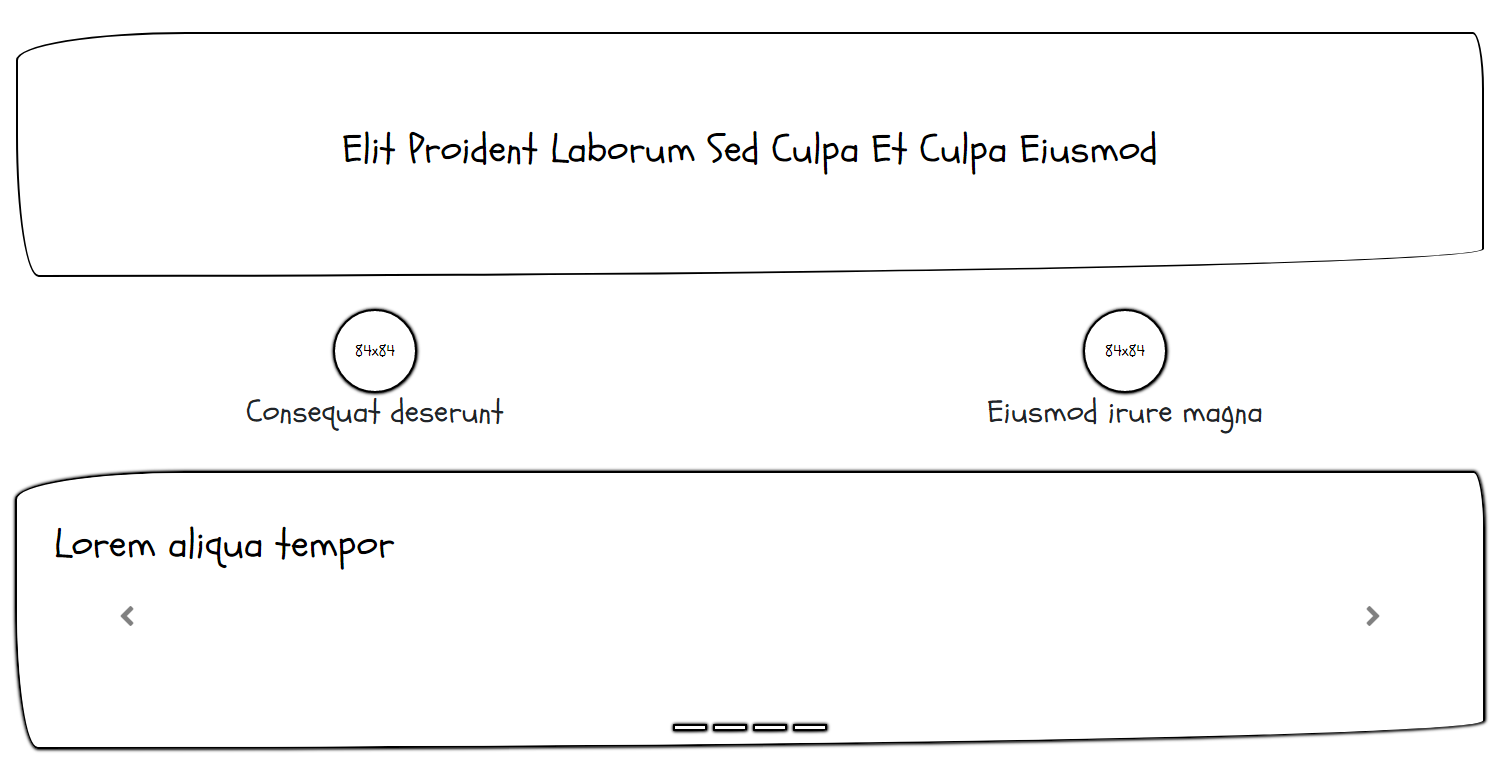 Elit Proident Laborum Sed Culpa Et Culpa Eiusmod
84x84
84x84
Consequat deserunt
Eiusmod irure magna
Lorem aliqua tempor